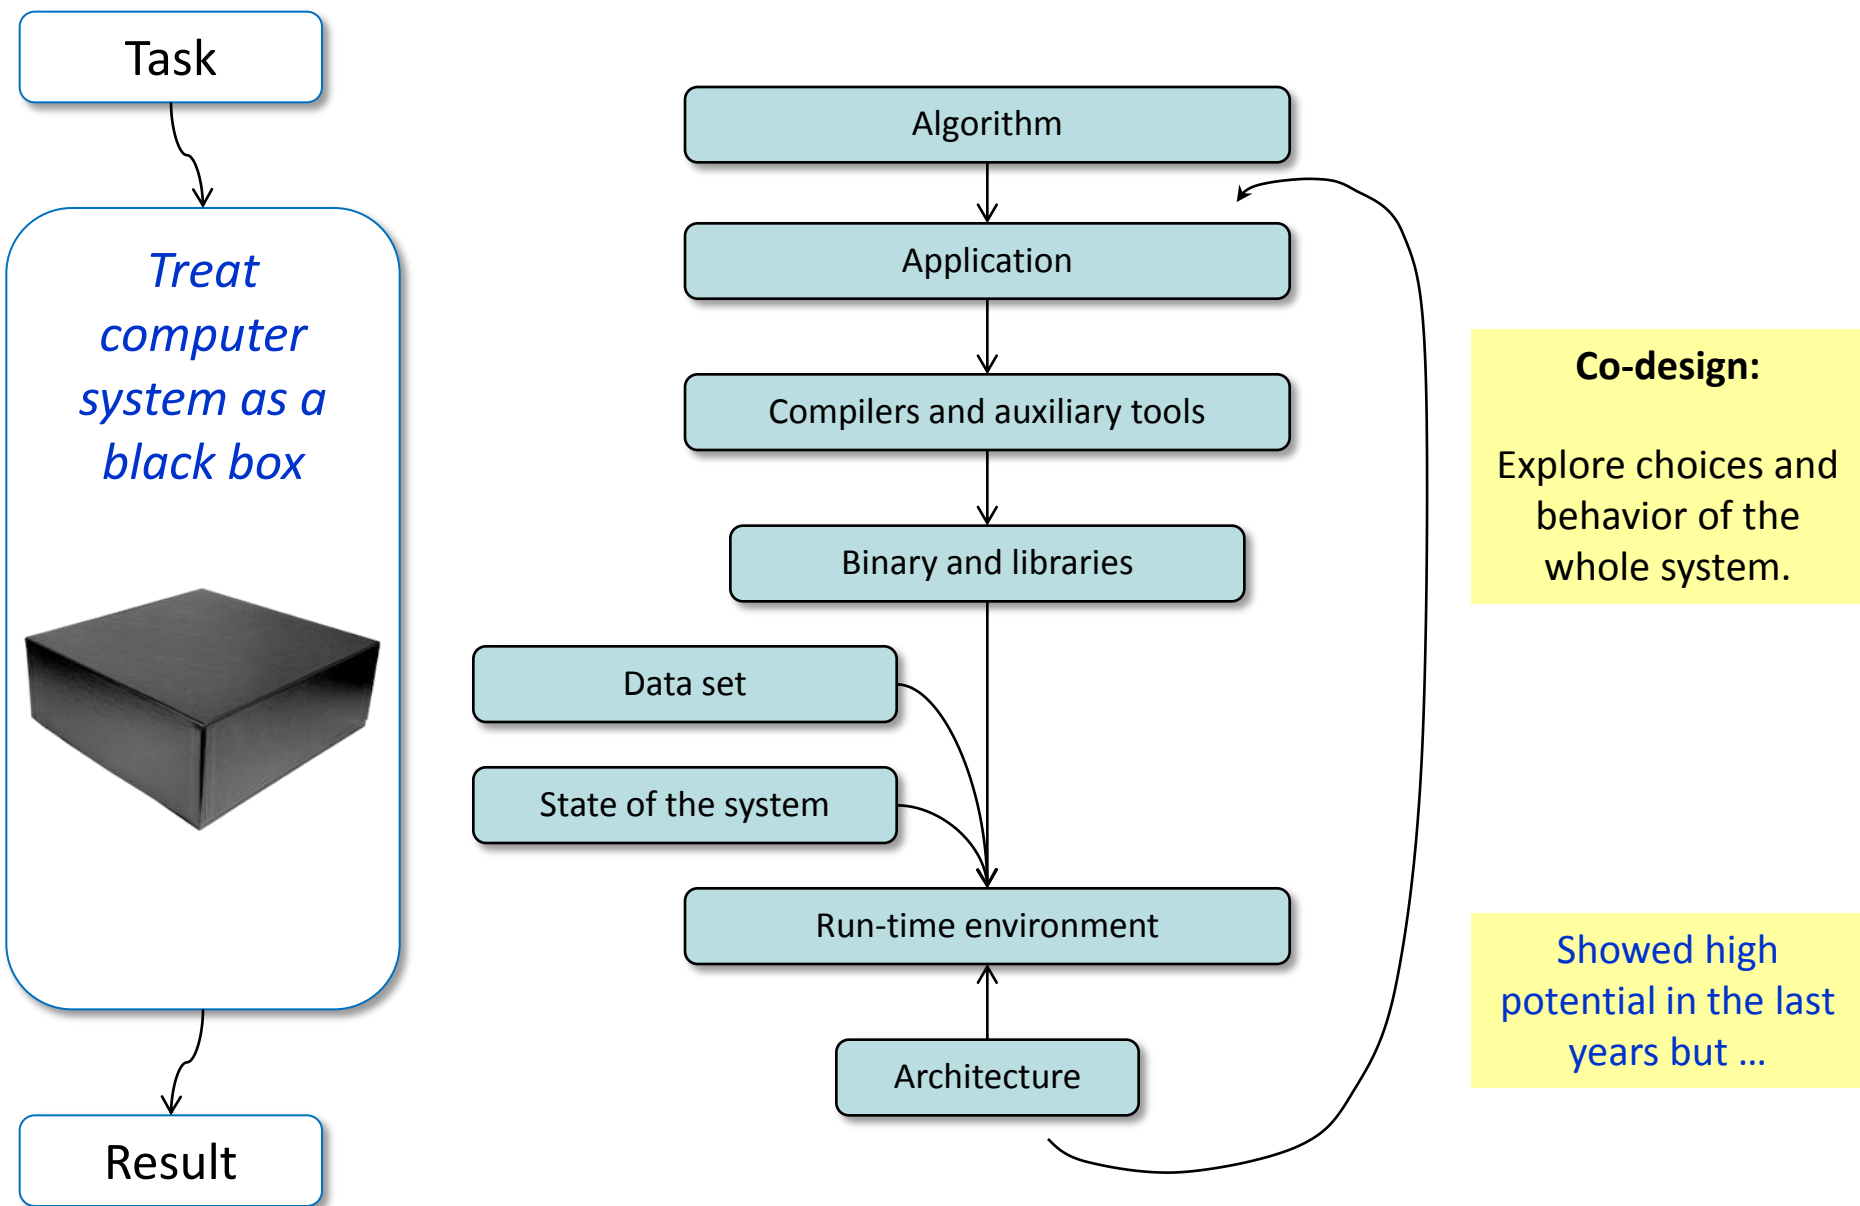 Task
Treat
computer
system as a
black box
Result
Algorithm
Application
Compilers and auxiliary tools
Binary and libraries
Data set
State of the system
Run-time environment
Architecture
Co-design:
Explore choices and
behavior of the
whole system.
Showed high
potential in the last
years but ...